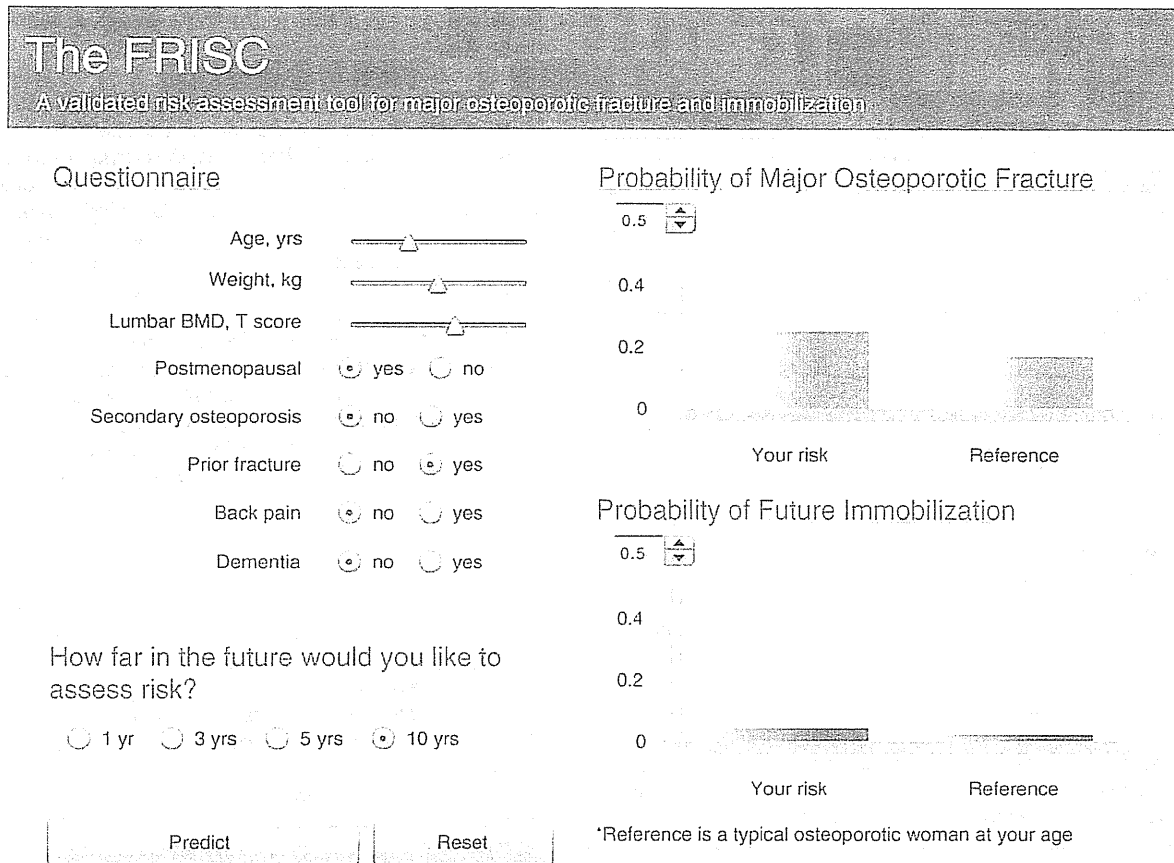 The FRISC
A validated risk assessment tool for major osteoporotic fracture and immobilization
Questionnaire
Age, yrs
Weight, kg
Lumbar BMD, T score
Postmenopausal yes no
Secondary osteoporosis no yes
Prior fracture no yes
Back pain no yes
Dementia no yes
How far in the future would you like to
assess risk?
1 yr 3 yrs 5 yrs 10 yrs
Predict Reset
Probability of Major Osteoporotic Fracture
0.5
0.4
0.2
0
Your risk Reference
Probability of Future Immobilization
0.5
0.4
0.2
0
Your risk Reference
*Reference is a typical osteoporotic woman at your age